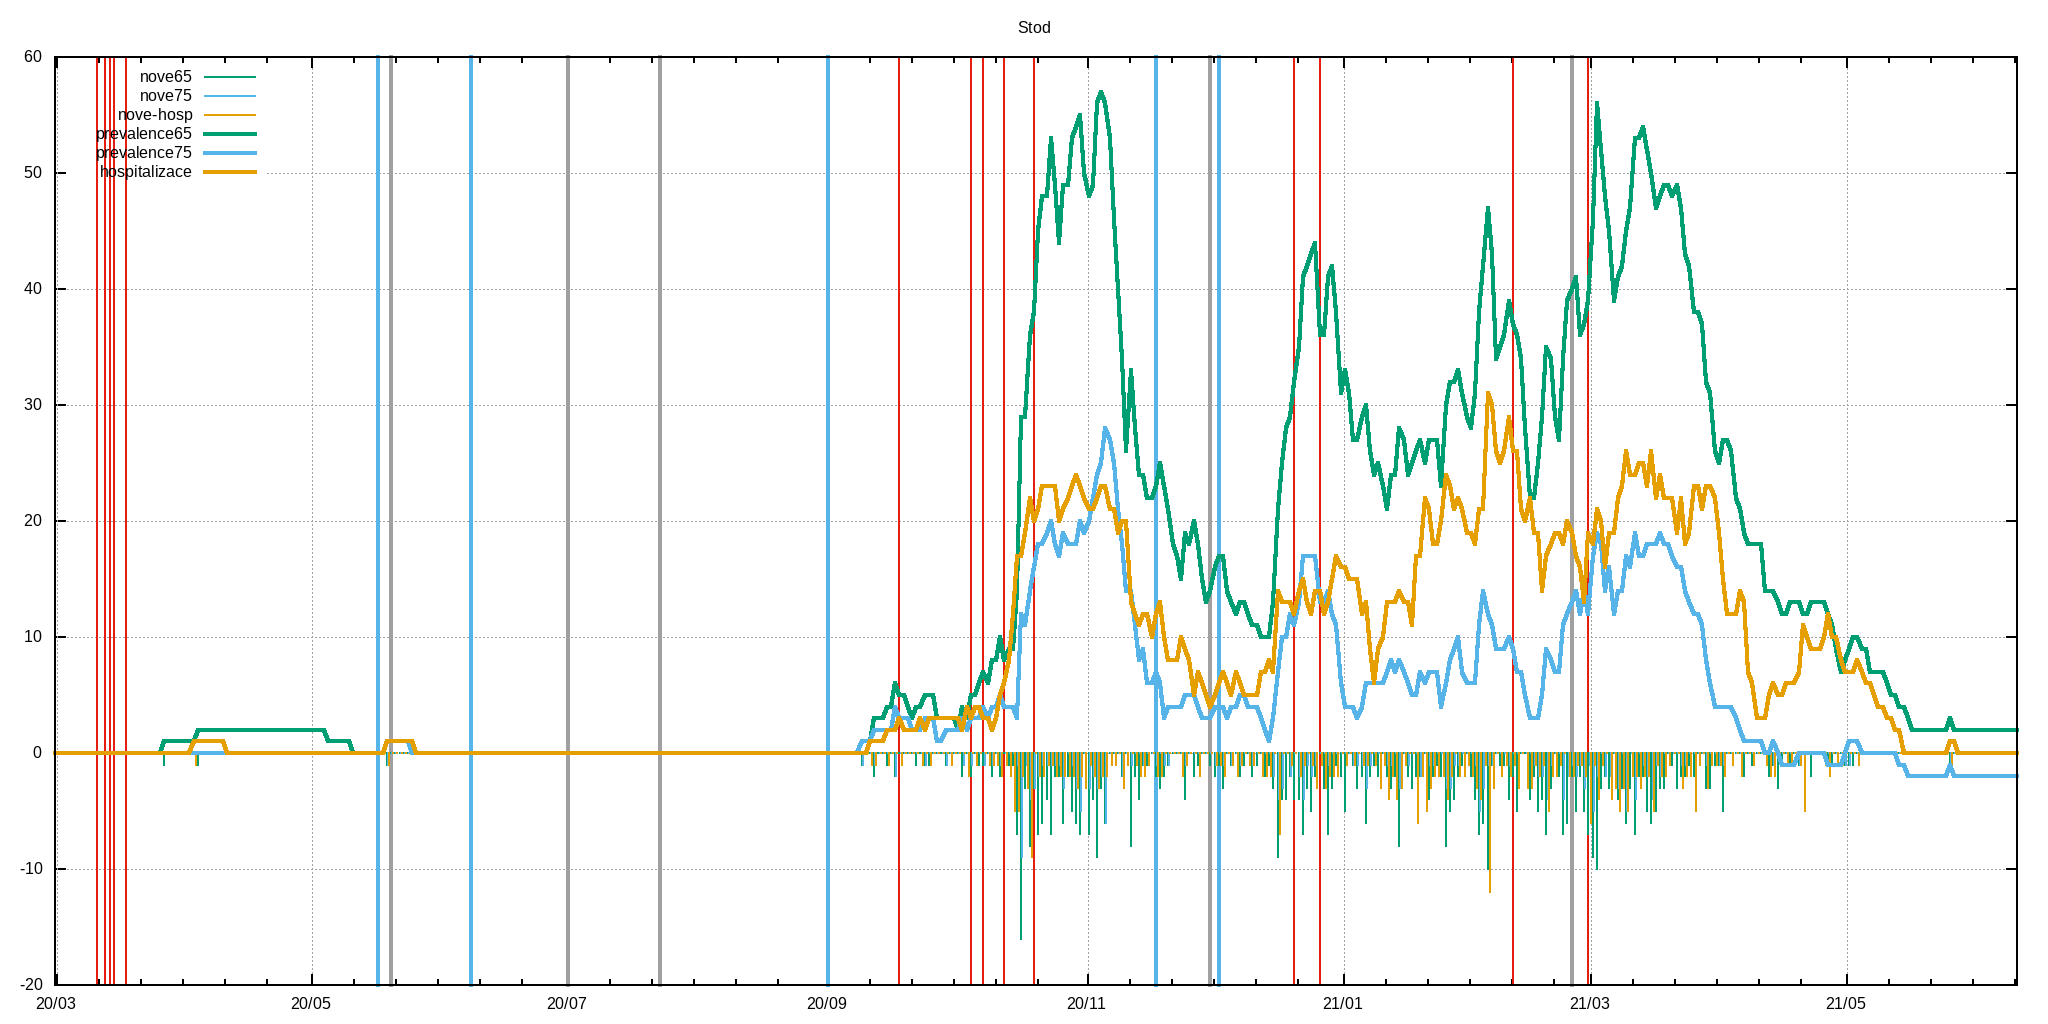 Stod
60
nove65
nove75
nove-hosp
prevalence65
prevalence75
hospitalizace
50
40
30
20
10
0
-10
-20
20/03 20/05 20/07 20/09 20/11 21/01 21/03 21/05